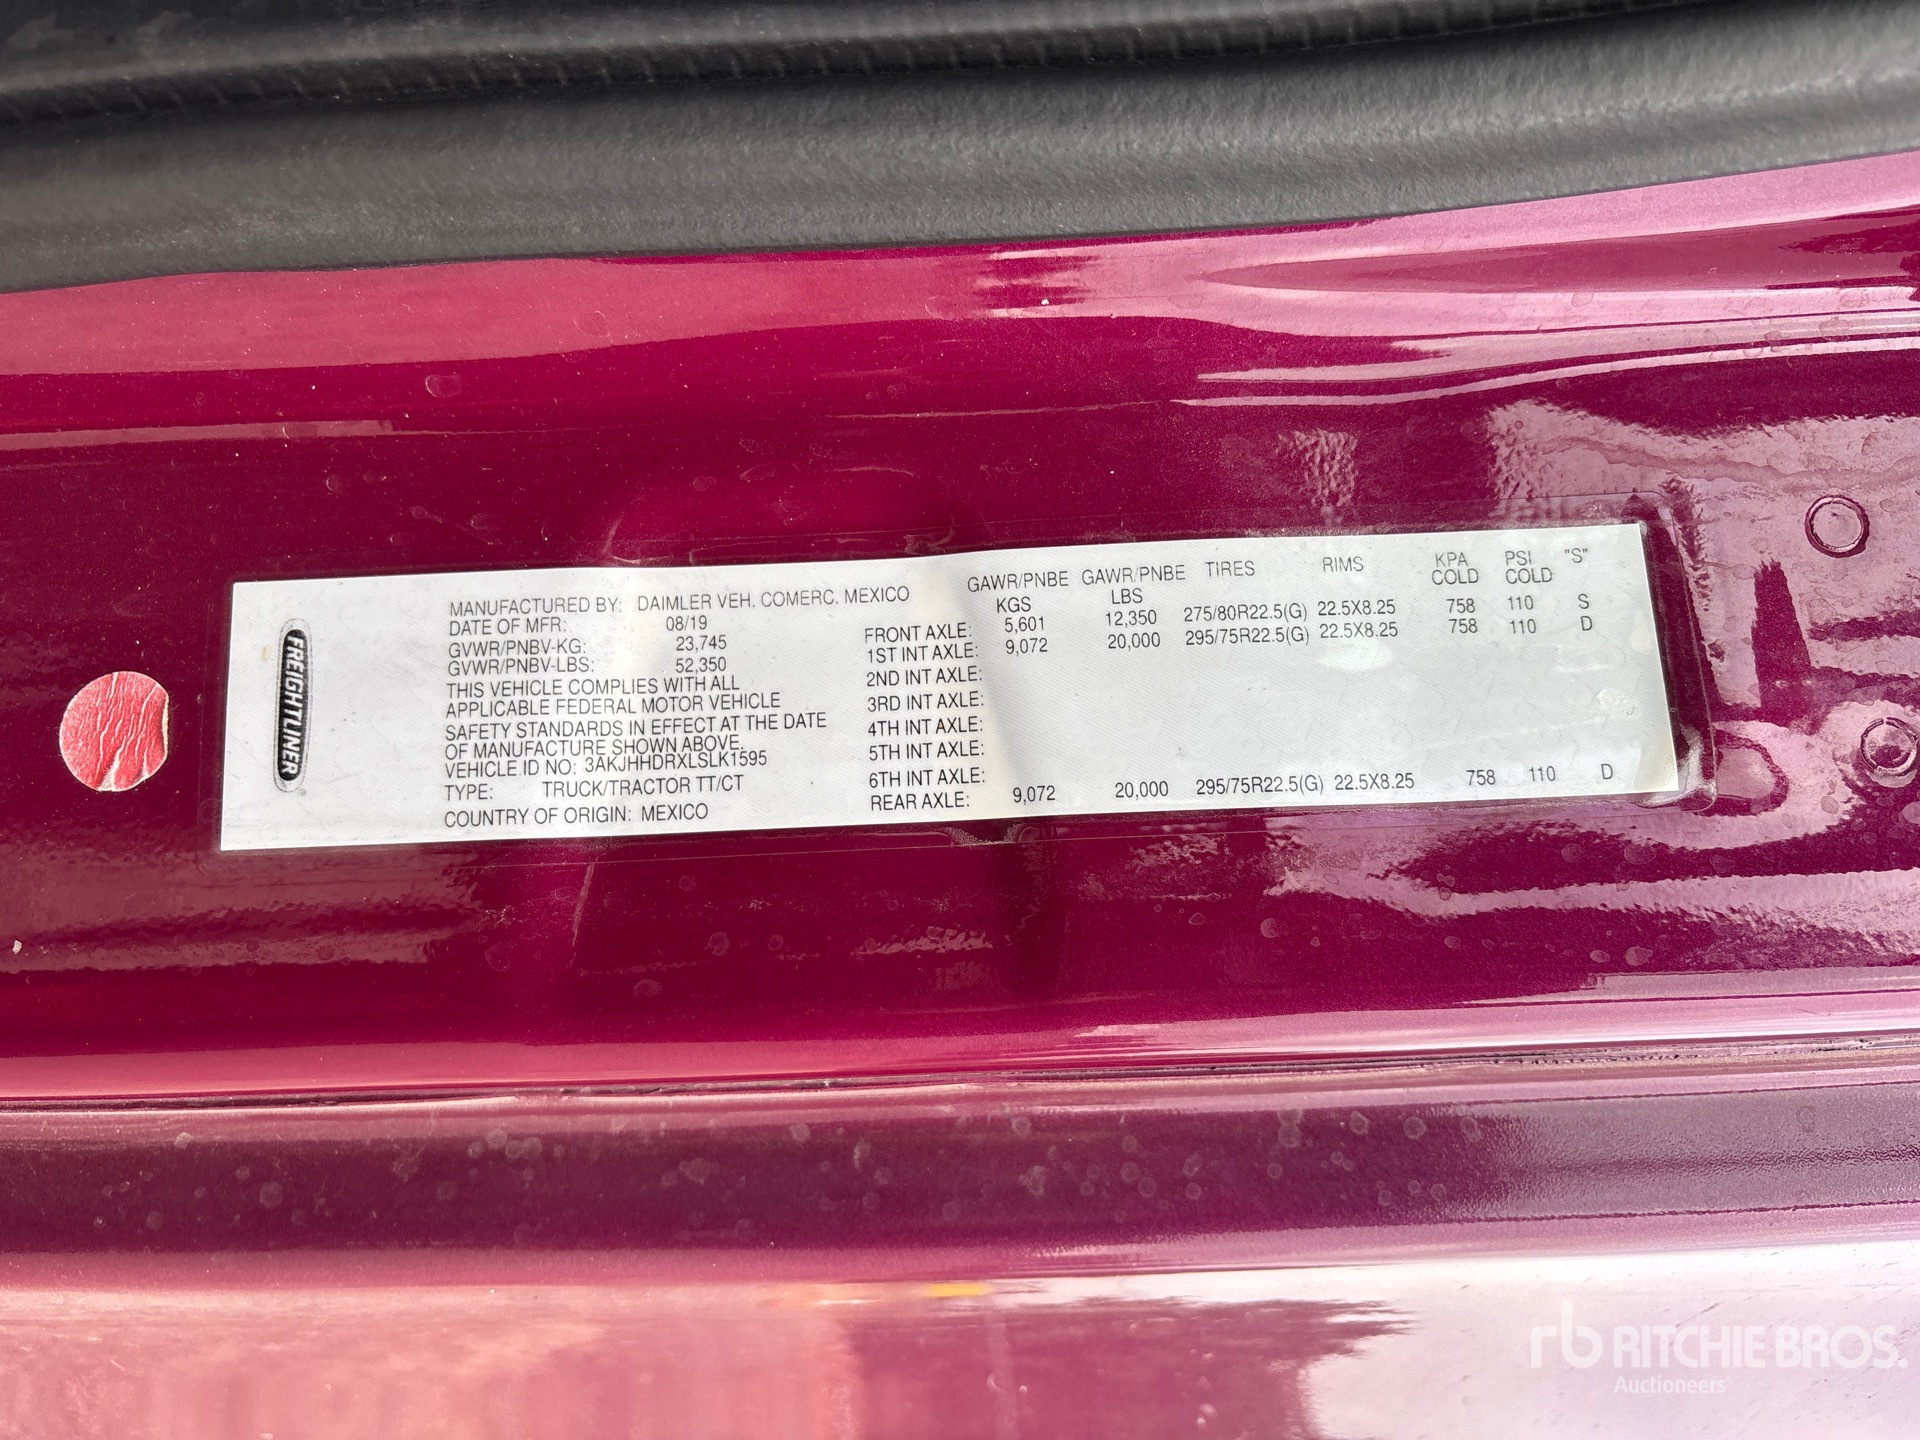 FREIGHTLINER
MANUFACTURED BY: DAIMLER VEH. COMERC. MEXICO
DATE OF MFR: 08/19
GVWR/PNBV-KG: 23,745
GVWR/PNBV-LBS: 52,350
THIS VEHICLE COMPLIES WITH ALL
APPLICABLE FEDERAL MOTOR VEHICLE
SAFETY STANDARDS IN EFFECT AT THE DATE
OF MANUFACTURE SHOWN ABOVE.
VEHICLE ID NO: 3AKJHHDRXLSLK1595
TYPE: TRUCK/TRACTOR TT/CT
COUNTRY OF ORIGIN: MEXICO
GAWR/PNBE GAWR/PNBE TIRES RIMS KPA PSI "S"
KGS LBS COLD COLD
FRONT AXLE: 5,601 12,350 275/80R22.5(G) 22.5X8.25 758 110 S
1ST INT AXLE: 9,072 20,000 295/75R22.5(G) 22.5X8.25 758 110 D
2ND INT AXLE:
3RD INT AXLE:
4TH INT AXLE:
5TH INT AXLE:
6TH INT AXLE:
REAR AXLE: 9,072 20,000 295/75R22.5(G) 22.5X8.25 758 110 D
rb RITCHIE BROS.
Auctioneers